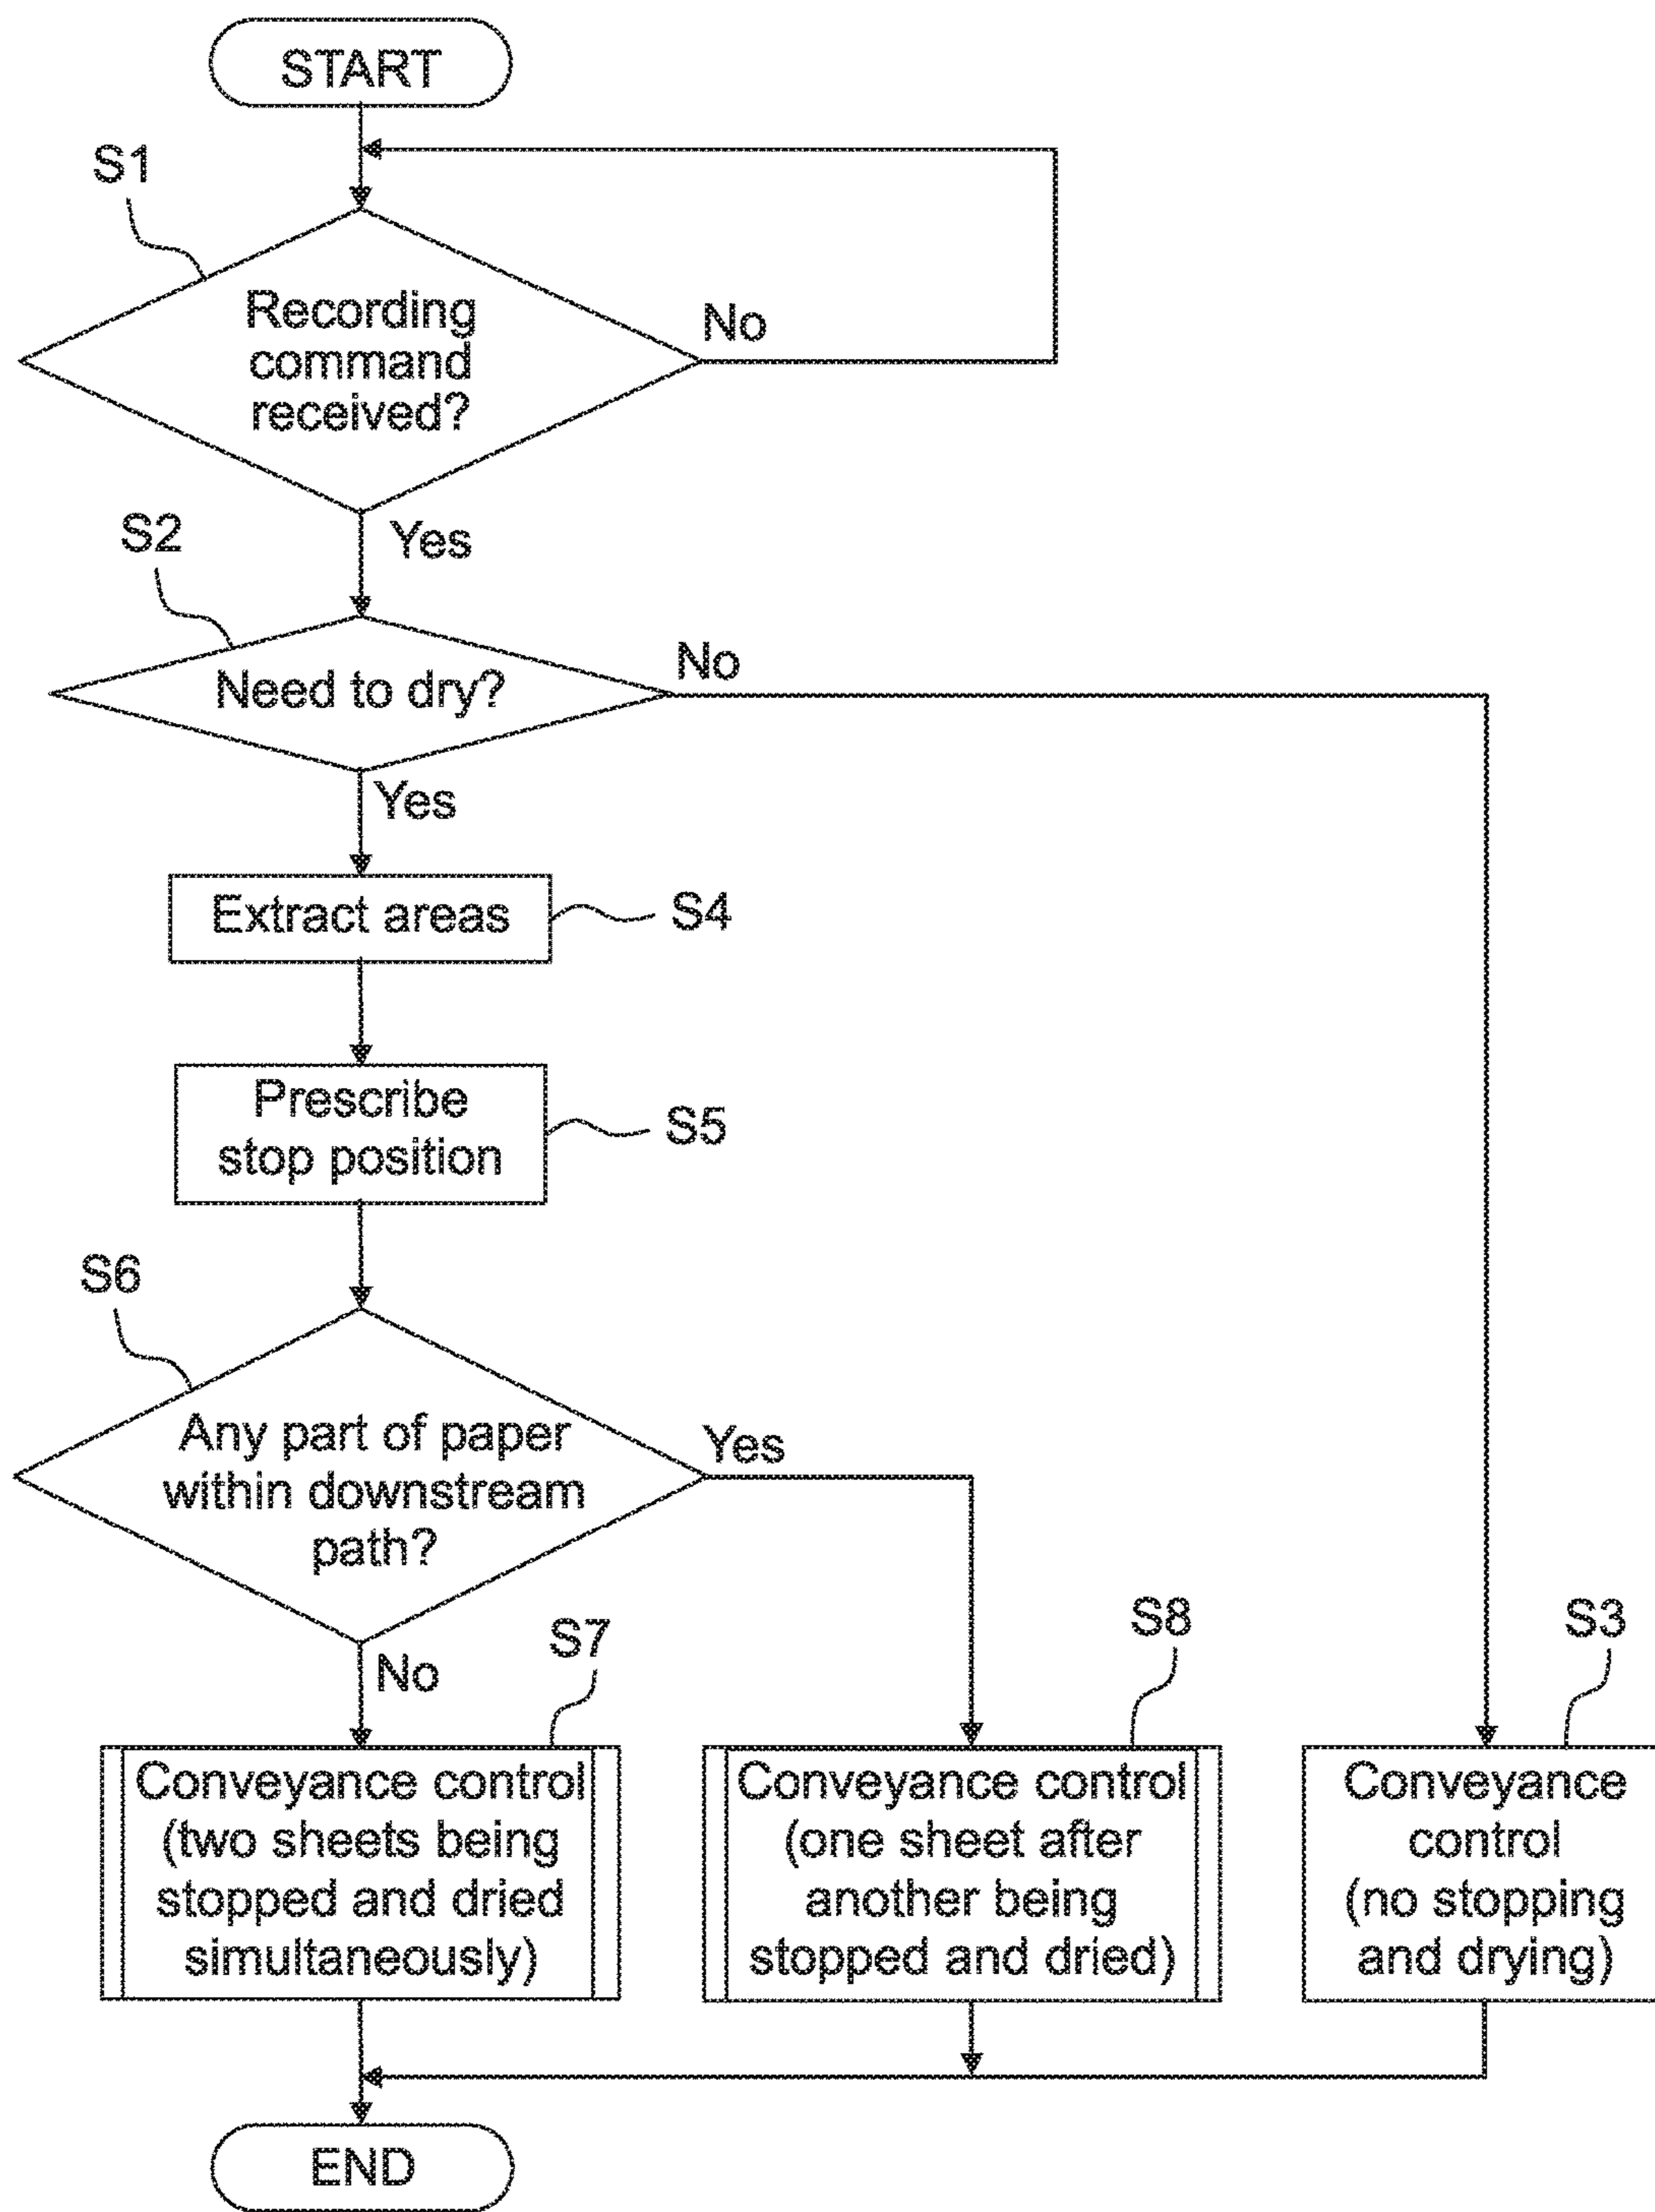 START
S1
Recording
command
received?
No
Yes
S2
Need to dry?
No
Yes
Extract areas
S4
Prescribe
stop position
S5
S6
Any part of paper
within downstream
path?
Yes
No
S7
S8
S3
Conveyance control
(two sheets being
stopped and dried
simultaneously)
Conveyance control
(one sheet after
another being
stopped and dried)
Conveyance
control
(no stopping
and drying)
END